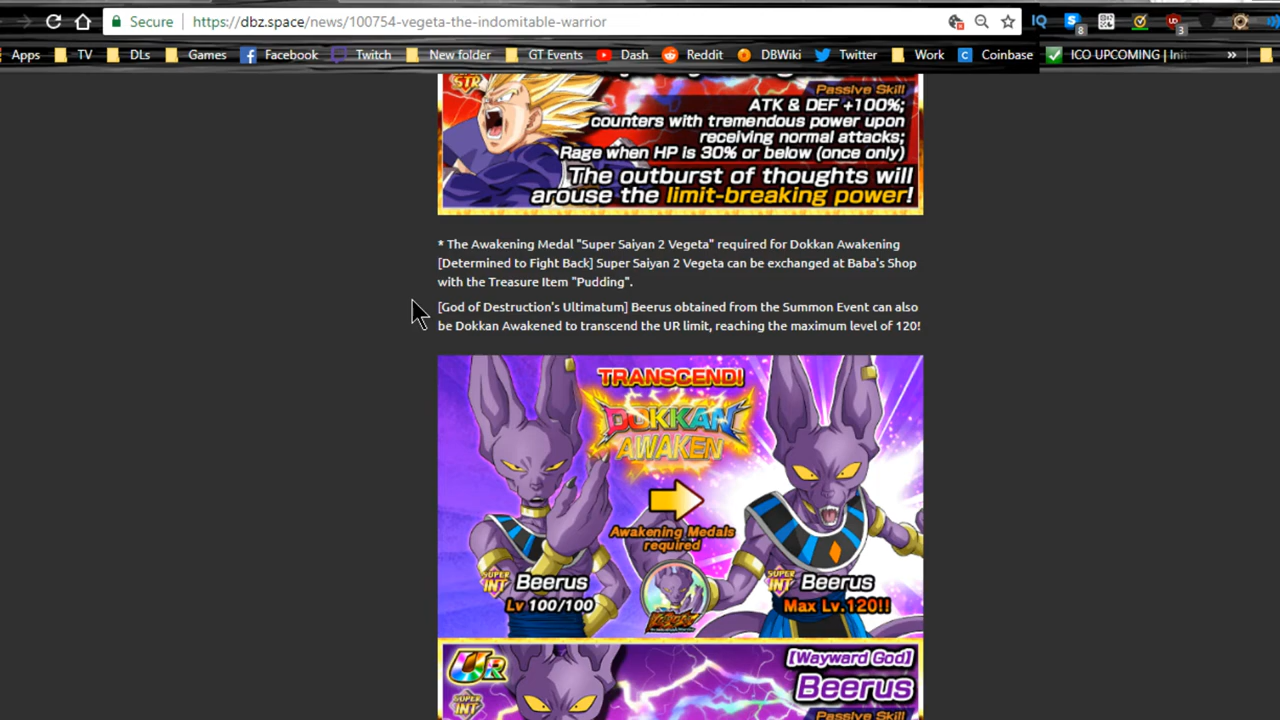 Secure https://dbz.space/news/100754-vegeta-the-indomitable-warrior
IQ 8 UD 3
Apps TV DLs Games Facebook Twitch New folder GT Events Dash Reddit DBWiki Twitter Work Coinbase ICO UPCOMING | Init »
STR
Passive Skill
ATK & DEF +100%;
counters with tremendous power upon
receiving normal attacks;
Rage when HP is 30% or below (once only)
The outburst of thoughts will
arouse the limit-breaking power!
* The Awakening Medal "Super Saiyan 2 Vegeta" required for Dokkan Awakening
[Determined to Fight Back] Super Saiyan 2 Vegeta can be exchanged at Baba's Shop
with the Treasure Item "Pudding".
[God of Destruction's Ultimatum] Beerus obtained from the Summon Event can also
be Dokkan Awakened to transcend the UR limit, reaching the maximum level of 120!
TRANSCEND!
DOKKAN
AWAKEN
Awakening Medals
required
SUPER INT Beerus
Lv 100/100
SUPER INT Beerus
Max Lv.120!!
UR
[Wayward God]
SUPER INT
Beerus
Passive Skill